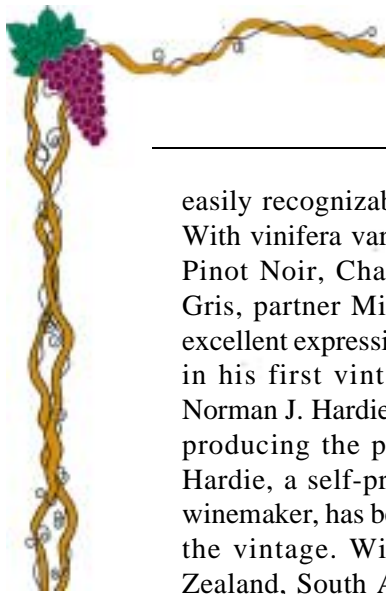 easily recognizab
With vinifera var
Pinot Noir, Cha
Gris, partner Mi
excellent expressi
in his first vint
Norman J. Hardie
producing the p
Hardie, a self-pr
winemaker, has be
the vintage. Wi
Zealand, South A